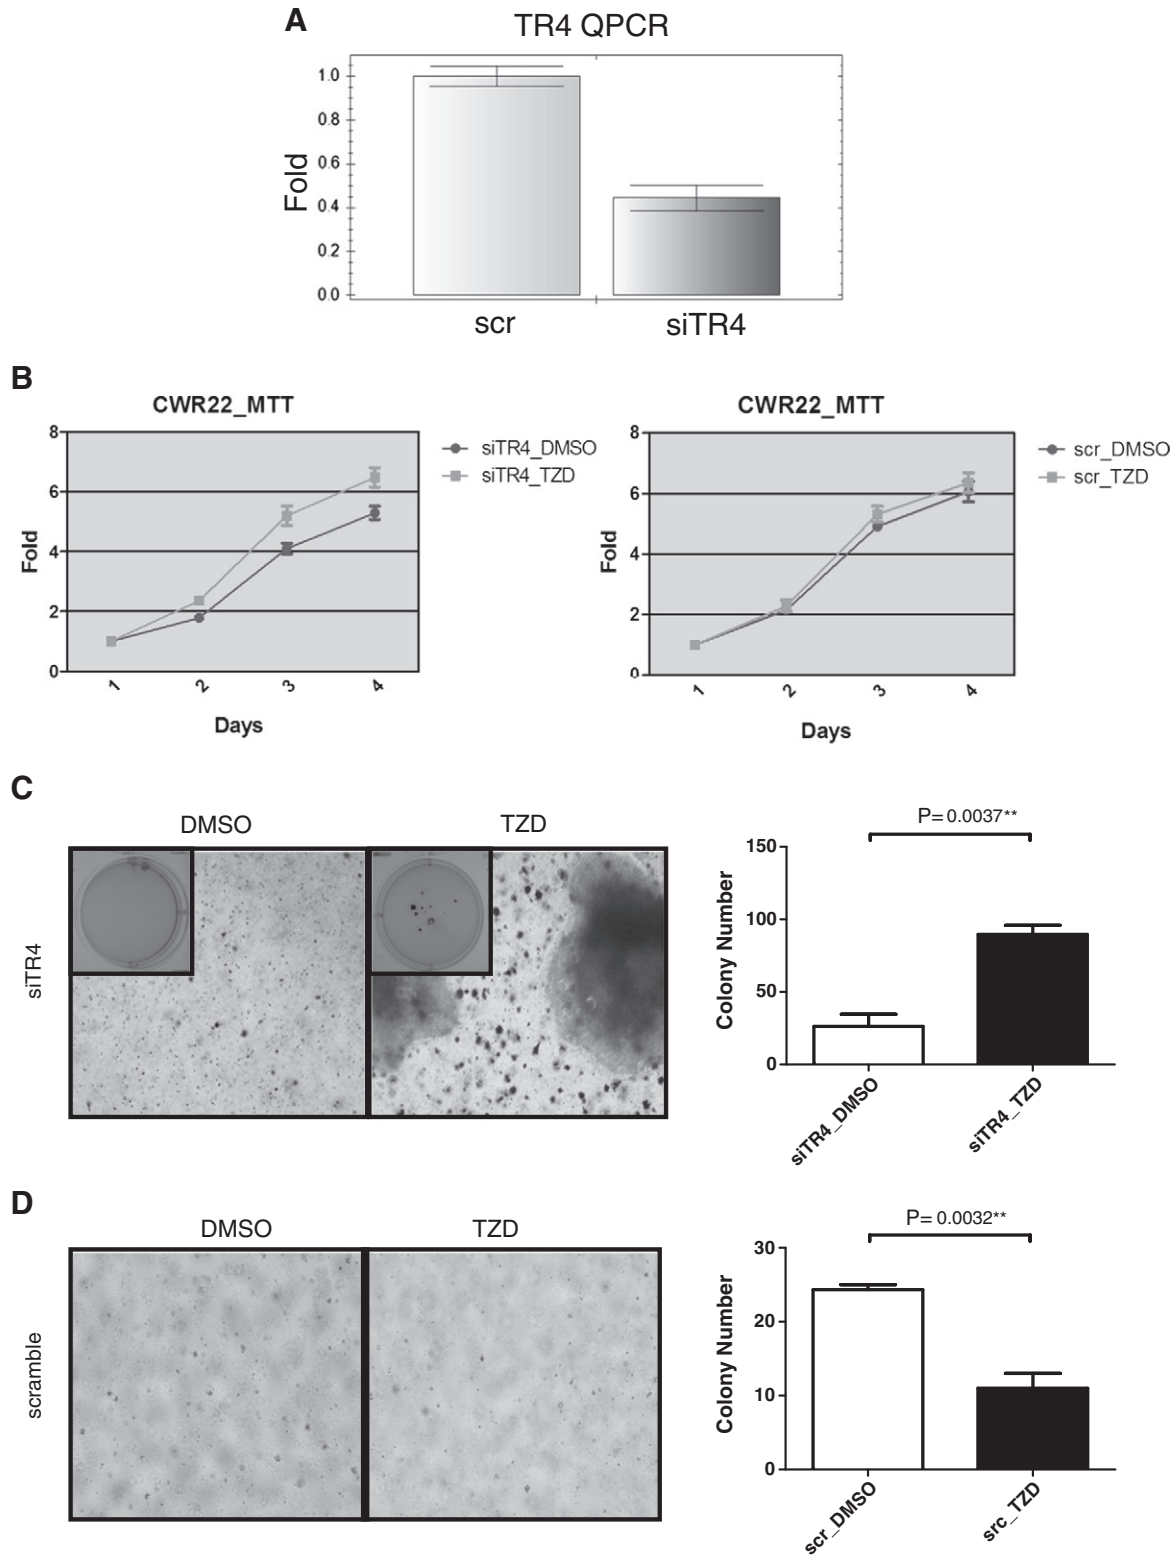 A
TR4 QPCR
Fold
1.0
0.8
0.6
0.4
0.2
0.0
scr
siTR4
B
CWR22_MTT
Fold
8
6
4
2
0
1
2
3
4
Days
siTR4_DMSO
siTR4_TZD
CWR22_MTT
Fold
8
6
4
2
0
1
2
3
4
Days
scr_DMSO
scr_TZD
C
DMSO
TZD
siTR4
P= 0.0037**
Colony Number
150
100
50
0
siTR4_DMSO
siTR4_TZD
D
DMSO
TZD
scramble
P= 0.0032**
Colony Number
30
20
10
0
scr_DMSO
src_TZD